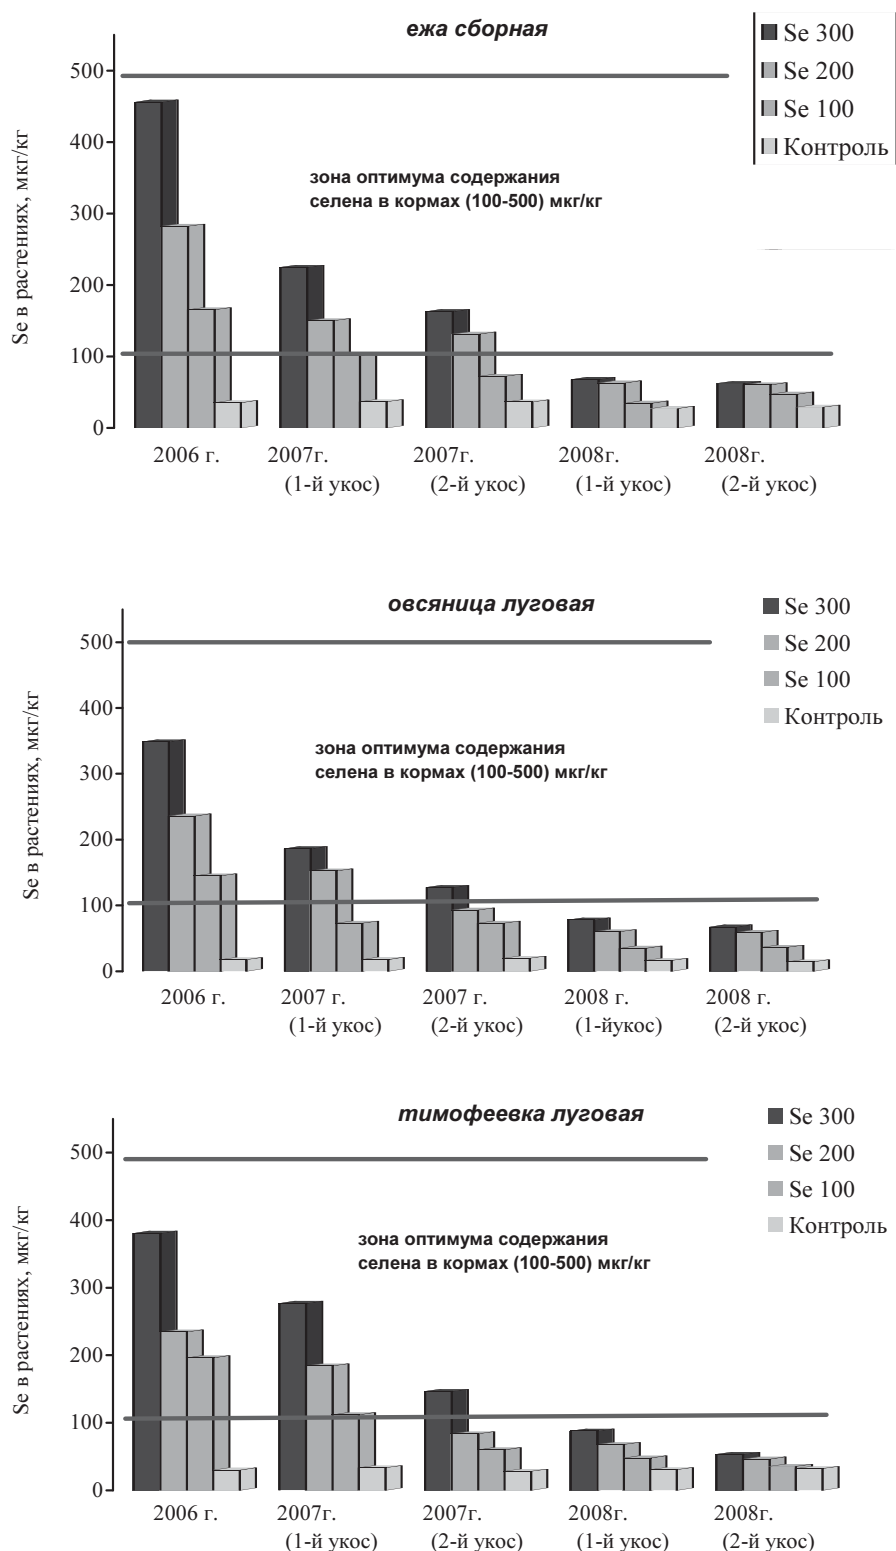 ежа сборная
Se 300
Se 200
Se 100
Контроль
Se в растениях, мкг/кг
500
400
300
200
100
0
зона оптимума содержания
селена в кормах (100-500) мкг/кг
2006 г.
2007г.
(1-й укос)
2007г.
(2-й укос)
2008г.
(1-й укос)
2008г.
(2-й укос)
овсяница луговая
Se 300
Se 200
Se 100
Контроль
Se в растениях, мкг/кг
500
400
300
200
100
0
зона оптимума содержания
селена в кормах (100-500) мкг/кг
2006 г.
2007 г.
(1-й укос)
2007 г.
(2-й укос)
2008 г.
(1-йукос)
2008 г.
(2-й укос)
тимофеевка луговая
Se 300
Se 200
Se 100
Контроль
Se в растениях, мкг/кг
500
400
300
200
100
0
зона оптимума содержания
селена в кормах (100-500) мкг/кг
2006 г.
2007г.
(1-й укос)
2007г.
(2-й укос)
2008г.
(1-й укос)
2008г.
(2-й укос)